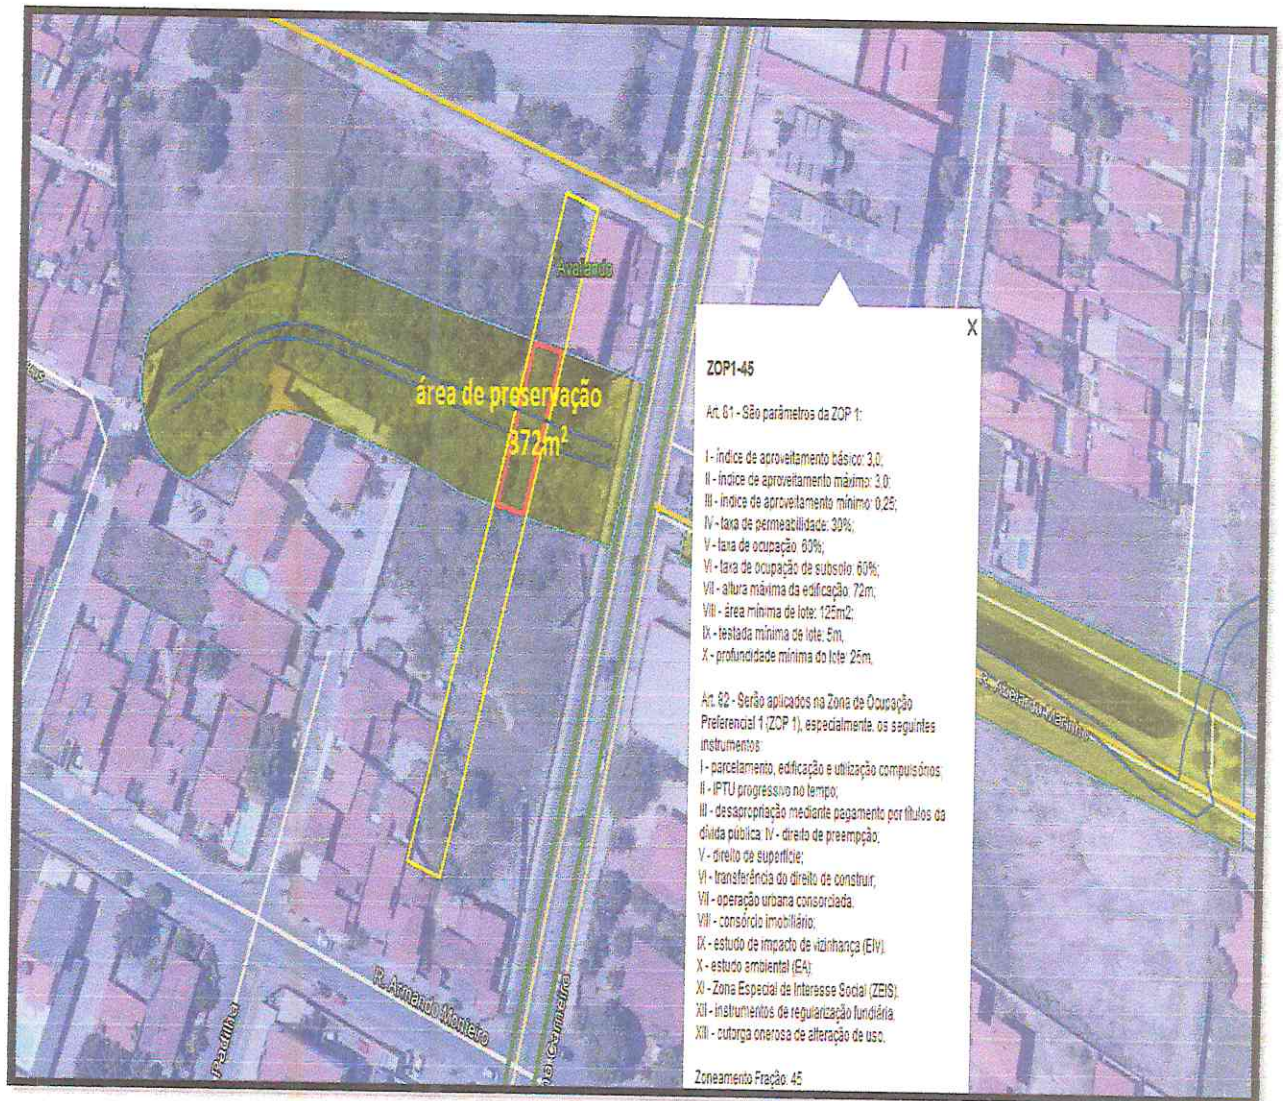 Avaliando
área de preservação
372m²
X
ZOP1-45
Art. 81 - São parâmetros da ZOP 1:
I - índice de aproveitamento básico: 3,0;
II - índice de aproveitamento máximo: 3,0;
III - índice de aproveitamento mínimo: 0,25;
IV - taxa de permeabilidade: 30%;
V - taxa de ocupação: 60%;
VI - taxa de ocupação de subsolo: 60%;
VII - altura máxima da edificação: 72m;
VIII - área mínima de lote: 125m2;
IX - testada mínima de lote: 5m;
X - profundidade mínima do lote: 25m;
Art. 82 - Serão aplicados na Zona de Ocupação
Preferencial 1 (ZOP 1), especialmente, os seguintes
instrumentos:
I - parcelamento, edificação e utilização compulsórios;
II - IPTU progressivo no tempo;
III - desapropriação mediante pagamento por títulos da
dívida pública; IV - direito de preempção;
V - direito de superfície;
VI - transferência do direito de construir;
VII - operação urbana consorciada;
VIII - consórcio imobiliário;
IX - estudo de impacto de vizinhança (EIV);
X - estudo ambiental (EA);
XI - Zona Especial de Interesse Social (ZEIS);
XII - instrumentos de regularização fundiária;
XIII - outorga onerosa de alteração de uso.
Zoneamento Fração: 45
R. Armando Monteiro
Padilha
Carneiro